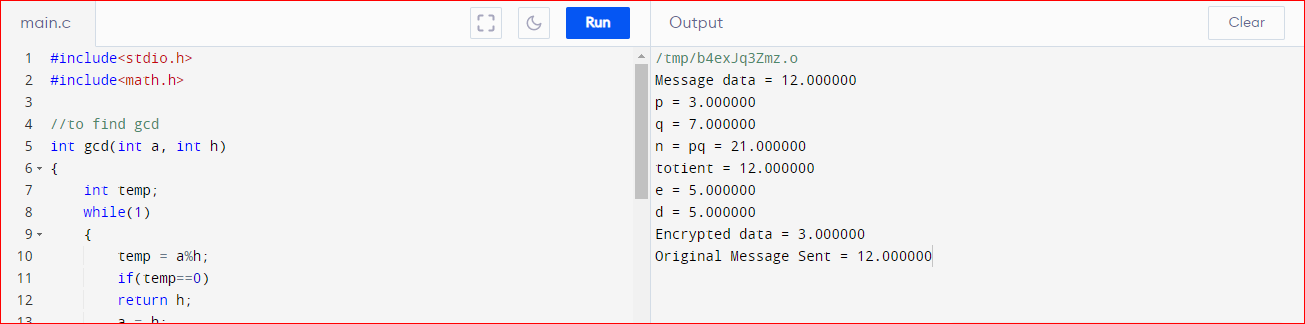 main.c
Run
1 #include<stdio.h>
2 #include<math.h>
3
4 //to find gcd
5 int gcd(int a, int h)
6 {
7 int temp;
8 while(1)
9 {
10 temp = a%h;
11 if(temp==0)
12 return h;
13 a = h;
Output
Clear
/tmp/b4exJq3Zmz.o
Message data = 12.000000
p = 3.000000
q = 7.000000
n = pq = 21.000000
totient = 12.000000
e = 5.000000
d = 5.000000
Encrypted data = 3.000000
Original Message Sent = 12.000000